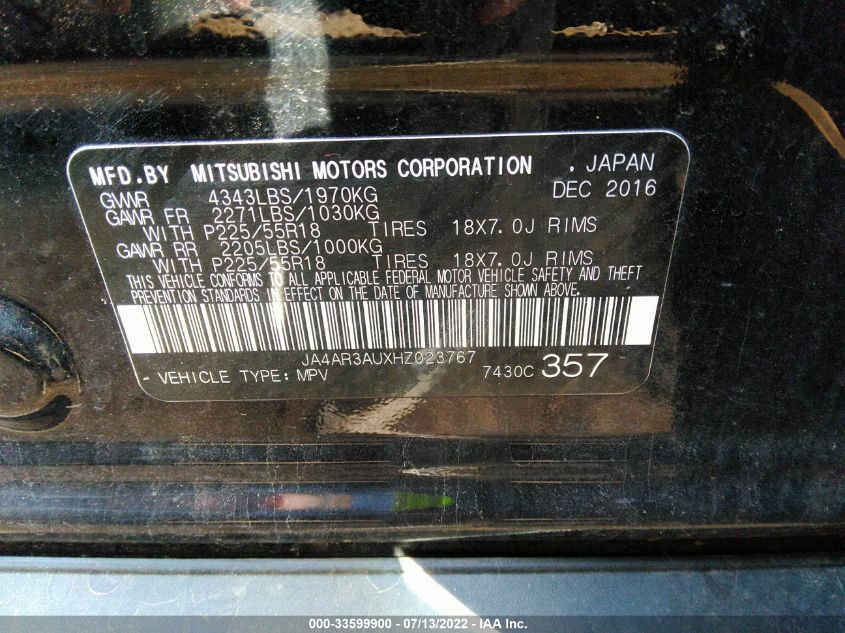 MFD.BY MITSUBISHI MOTORS CORPORATION , JAPAN
GVWR 4343LBS/1970KG DEC 2016
GAWR FR 2271LBS/1030KG
WITH P225/55R18 TIRES 18X7.0J RIMS
GAWR RR 2205LBS/1000KG
WITH P225/55R18 TIRES 18X7.0J RIMS
THIS VEHICLE CONFORMS TO ALL APPLICABLE FEDERAL MOTOR VEHICLE SAFETY AND THEFT
PREVENTION STANDARDS IN EFFECT ON THE DATE OF MANUFACTURE SHOWN ABOVE.
JA4AR3AUXHZ023767
VEHICLE TYPE: MPV 7430C 357
000-33599900 - 07/13/2022 - IAA Inc.